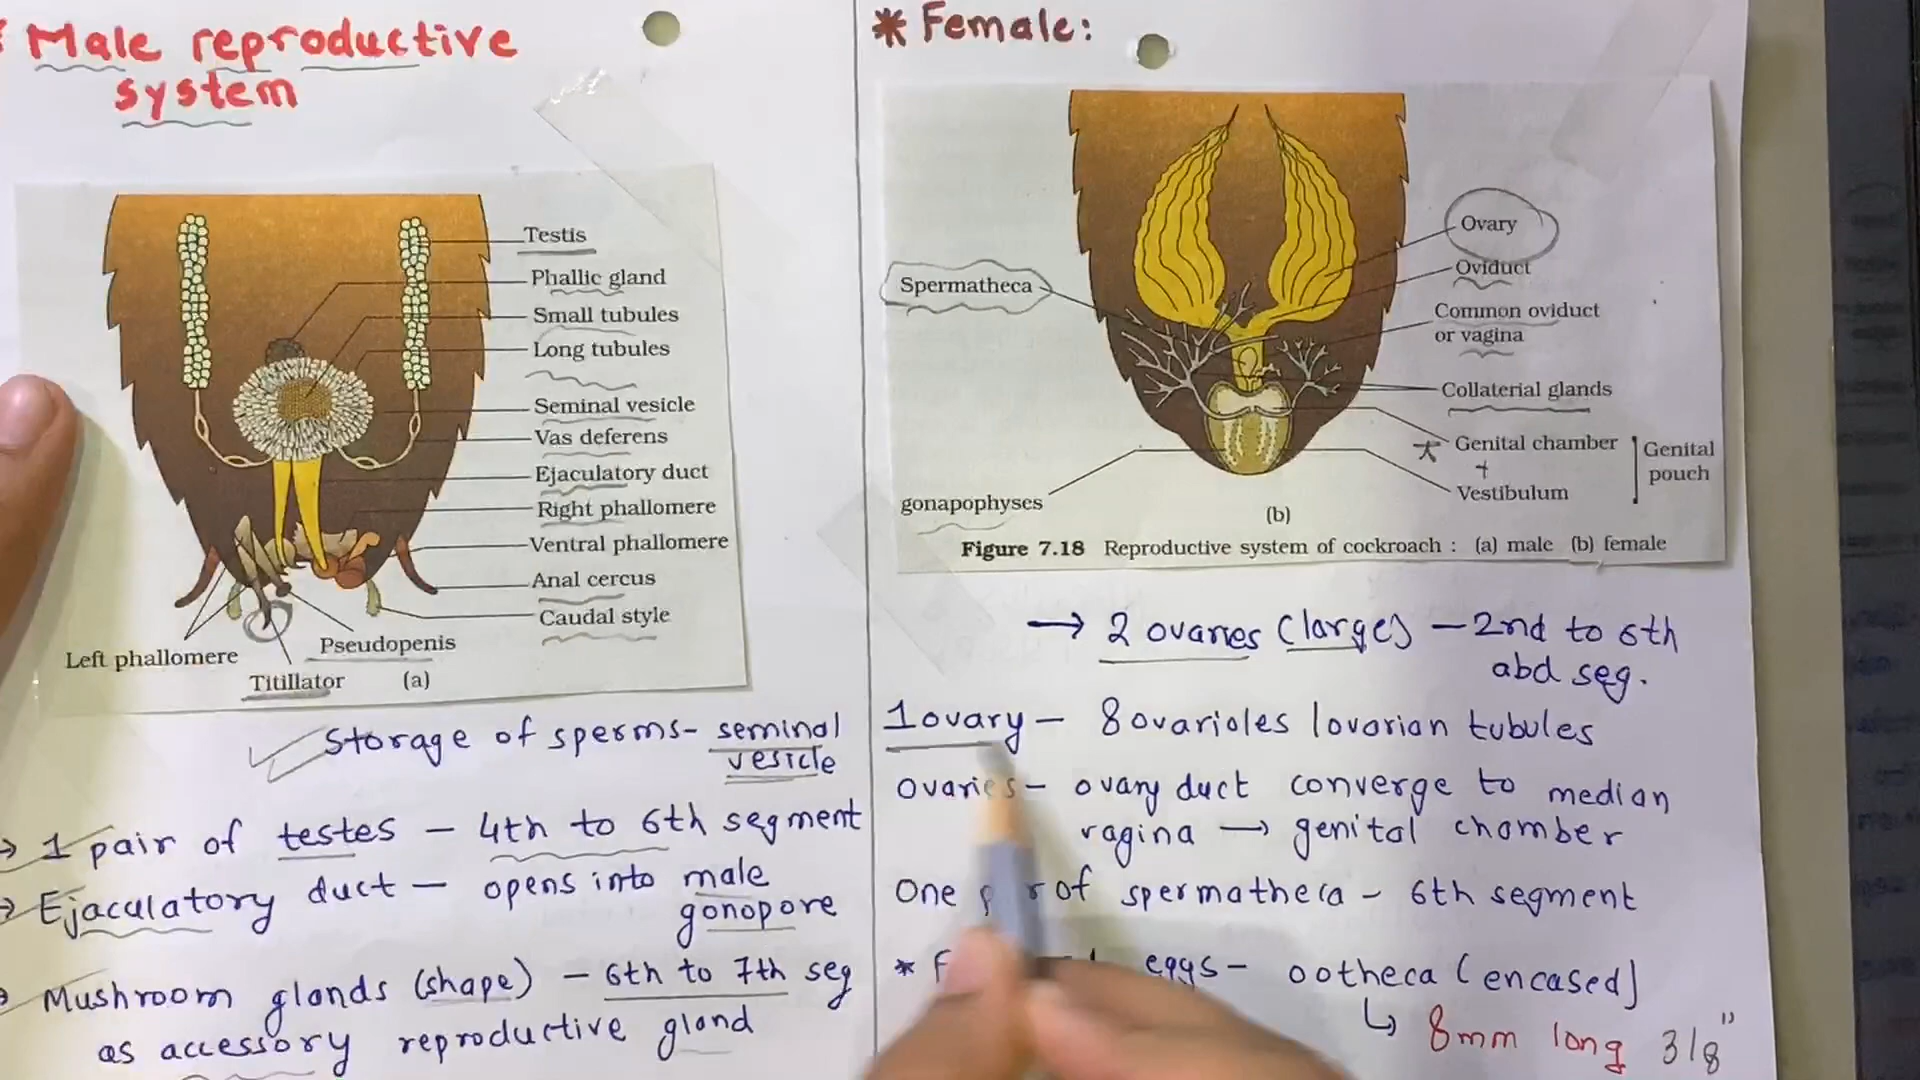 Male reproductive
system
Testis
Phallic gland
Small tubules
Long tubules
Seminal vesicle
Vas deferens
Ejaculatory duct
Right phallomere
Ventral phallomere
Anal cercus
Caudal style
Left phallomere
Pseudopenis
Titillator
(a)
Storage of sperms- seminal
vesicle
→ 1 pair of testes - 4th to 6th segment
→ Ejaculatory duct - opens into male
gonopore
Mushroom glands (shape) - 6th to 7th seg
as accessory reproductive gland
* Female:
Spermatheca
Ovary
Oviduct
Common oviduct
or vagina
Collaterial glands
Genital chamber
+
Vestibulum
Genital
pouch
gonapophyses
(b)
Figure 7.18 Reproductive system of cockroach : (a) male (b) female
→ 2 ovaries (large) - 2nd to 6th
abd seg.
1 ovary - 8 ovarioles / ovarian tubules
ovaries - ovary duct converge to median
vagina → genital chamber
One of spermatheca - 6th segment
* eggs - ootheca (encased)
↳ 8mm long 3/8"